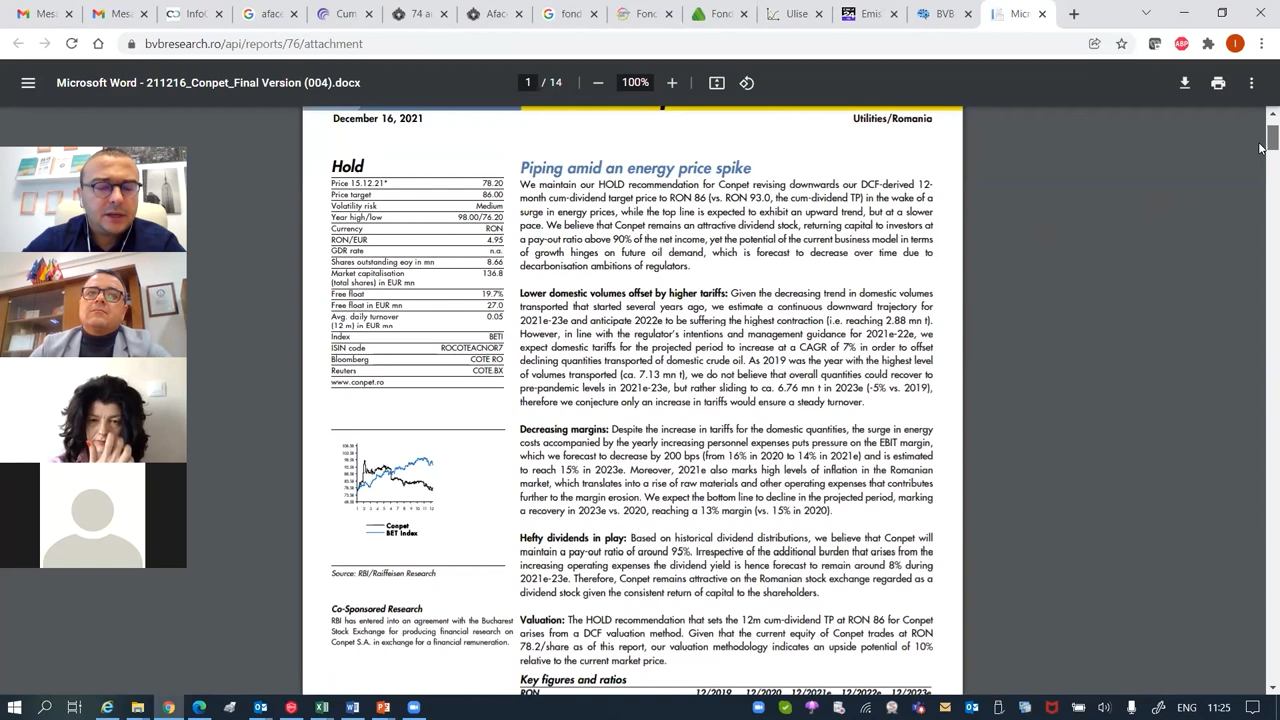 Mes
Mes
Cinfo
aface
Cum
74 a
Aface
fonc
Fon
Fond
Ulise
Emis
BVB
Micr
bvbresearch.ro/api/reports/76/attachment
Microsoft Word - 211216_Conpet_Final Version (004).docx
1 / 14
100%
December 16, 2021
Utilities/Romania
Hold
Price 15.12.21* 78.20
Price target 86.00
Volatility risk Medium
Year high/low 98.00/76.20
Currency RON
RON/EUR 4.95
GDR rate n.a.
Shares outstanding eoy in mn 8.66
Market capitalisation 136.8
(total shares) in EUR mn
Free float 19.7%
Free float in EUR mn 27.0
Avg. daily turnover 0.05
(12 m) in EUR mn
Index BETI
ISIN code ROCOTEACNOR7
Bloomberg COTE RO
Reuters COTE.BX
www.conpet.ro
Conpet
BET Index
Source: RBI/Raiffeisen Research
Co-Sponsored Research
RBI has entered into an agreement with the Bucharest
Stock Exchange for producing financial research on
Conpet S.A. in exchange for a financial remuneration.
Piping amid an energy price spike
We maintain our HOLD recommendation for Conpet revising downwards our DCF-derived 12-
month cum-dividend target price to RON 86 (vs. RON 93.0, the cum-dividend TP) in the wake of a
surge in energy prices, while the top line is expected to exhibit an upward trend, but at a slower
pace. We believe that Conpet remains an attractive dividend stock, returning capital to investors at
a pay-out ratio above 90% of the net income, yet the potential of the current business model in terms
of growth hinges on future oil demand, which is forecast to decrease over time due to
decarbonisation ambitions of regulators.
Lower domestic volumes offset by higher tariffs: Given the decreasing trend in domestic volumes
transported that started several years ago, we estimate a continuous downward trajectory for
2021e-23e and anticipate 2022e to be suffering the highest contraction (i.e. reaching 2.88 mn t).
However, in line with the regulator's intentions and management guidance for 2021e-22e, we
expect domestic tariffs for the projected period to increase at a CAGR of 7% in order to offset
declining quantities transported of domestic crude oil. As 2019 was the year with the highest level
of volumes transported (ca. 7.13 mn t), we do not believe that overall quantities could recover to
pre-pandemic levels in 2021e-23e, but rather sliding to ca. 6.76 mn t in 2023e (-5% vs. 2019),
therefore we conjecture only an increase in tariffs would ensure a steady turnover.
Decreasing margins: Despite the increase in tariffs for the domestic quantities, the surge in energy
costs accompanied by the yearly increasing personnel expenses puts pressure on the EBIT margin,
which we forecast to decrease by 200 bps (from 16% in 2020 to 14% in 2021e) and is estimated
to reach 15% in 2023e. Moreover, 2021e also marks high levels of inflation in the Romanian
market, which translates into a rise of raw materials and other operating expenses that contributes
further to the margin erosion. We expect the bottom line to decline in the projected period, marking
a recovery in 2023e vs. 2020, reaching a 13% margin (vs. 15% in 2020).
Hefty dividends in play: Based on historical dividend distributions, we believe that Conpet will
maintain a pay-out ratio of around 95%. Irrespective of the additional burden that arises from the
increasing operating expenses the dividend yield is hence forecast to remain around 8% during
2021e-23e. Therefore, Conpet remains attractive on the Romanian stock exchange regarded as a
dividend stock given the consistent return of capital to the shareholders.
Valuation: The HOLD recommendation that sets the 12m cum-dividend TP at RON 86 for Conpet
arises from a DCF valuation method. Given that the current equity of Conpet trades at RON
78.2/share as of this report, our valuation methodology indicates an upside potential of 10%
relative to the current market price.
Key figures and ratios
RON 12/2019 12/2020 12/2021e 12/2022e 12/2023e
ENG 11:25